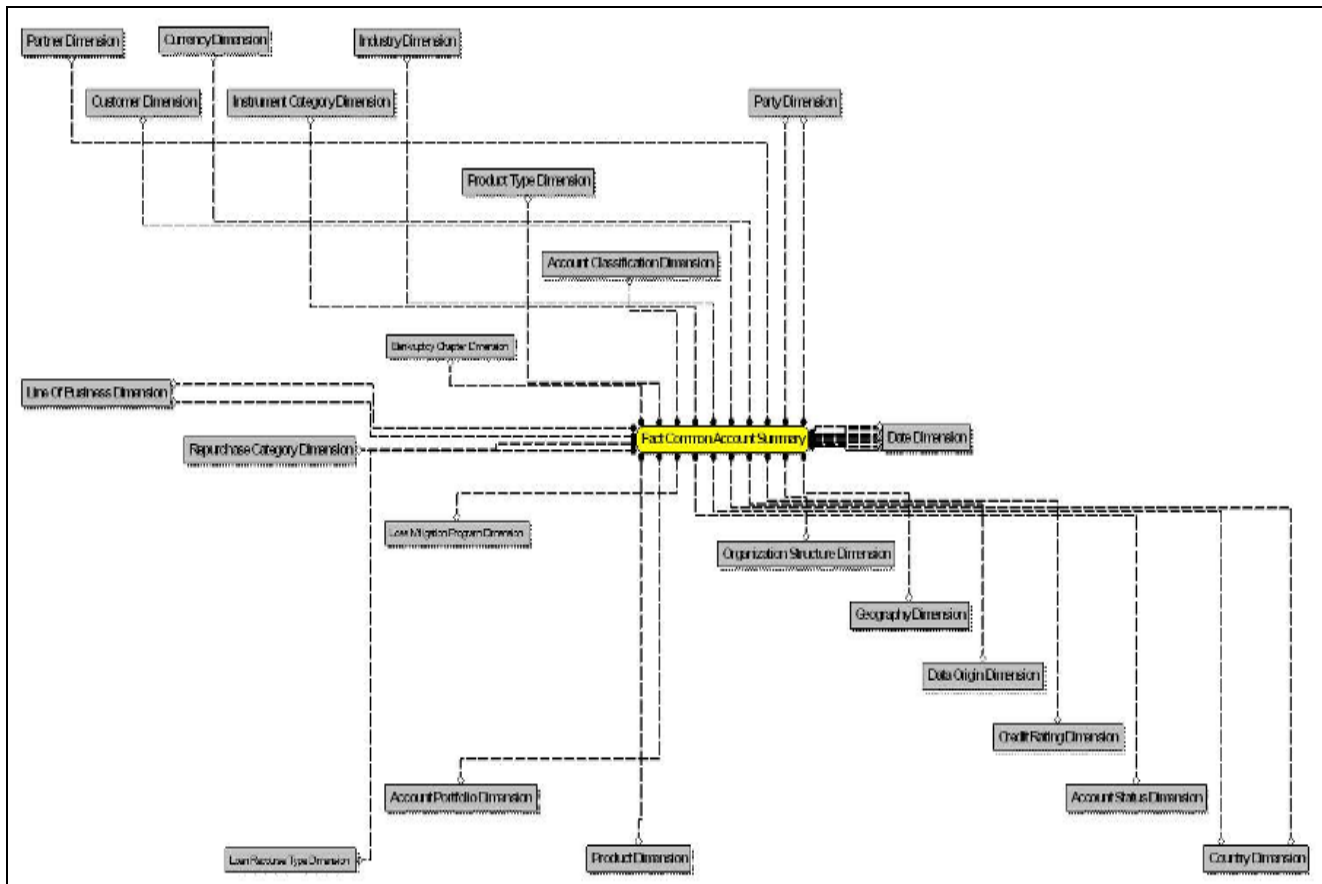 Partner Dimension
Currency Dimension
Industry Dimension
Customer Dimension
Instrument Category Dimension
Party Dimension
Product Type Dimension
Account Classification Dimension
Bankruptcy Chapter Dimension
Line Of Business Dimension
Fact Common Account Summary
Date Dimension
Repurchase Category Dimension
Loss Mitigation Program Dimension
Organization Structure Dimension
Geography Dimension
Data Origin Dimension
Credit Rating Dimension
Account Portfolio Dimension
Account Status Dimension
Loan Recourse Type Dimension
Product Dimension
Country Dimension